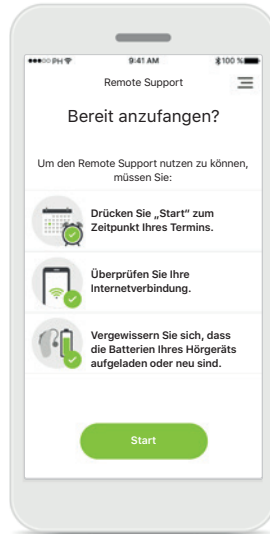 PH 9:41 AM 100 %
Remote Support
Bereit anzufangen?
Um den Remote Support nutzen zu können,
müssen Sie:
Drücken Sie „Start“ zum
Zeitpunkt Ihres Termins.
Überprüfen Sie Ihre
Internetverbindung.
Vergewissern Sie sich, dass
die Batterien Ihres Hörgeräts
aufgeladen oder neu sind.
Start